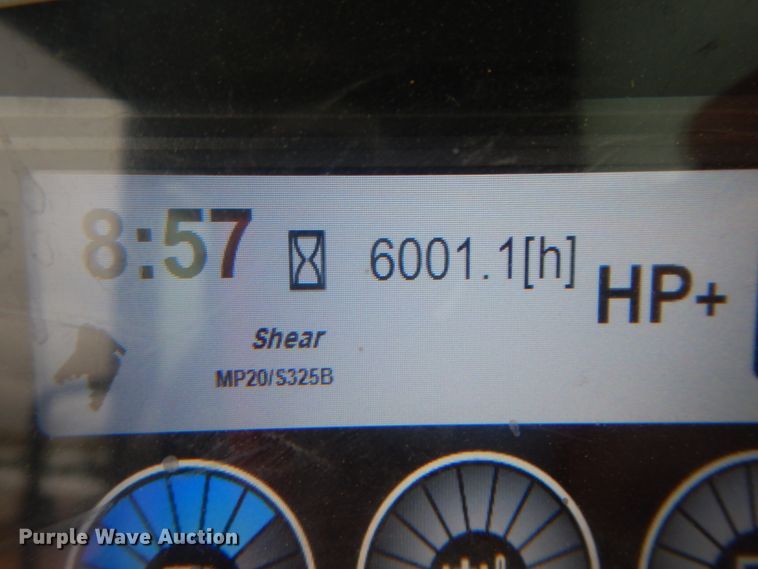 8:57
6001.1[h]
HP+
Shear
MP20/S325B
Purple Wave Auction